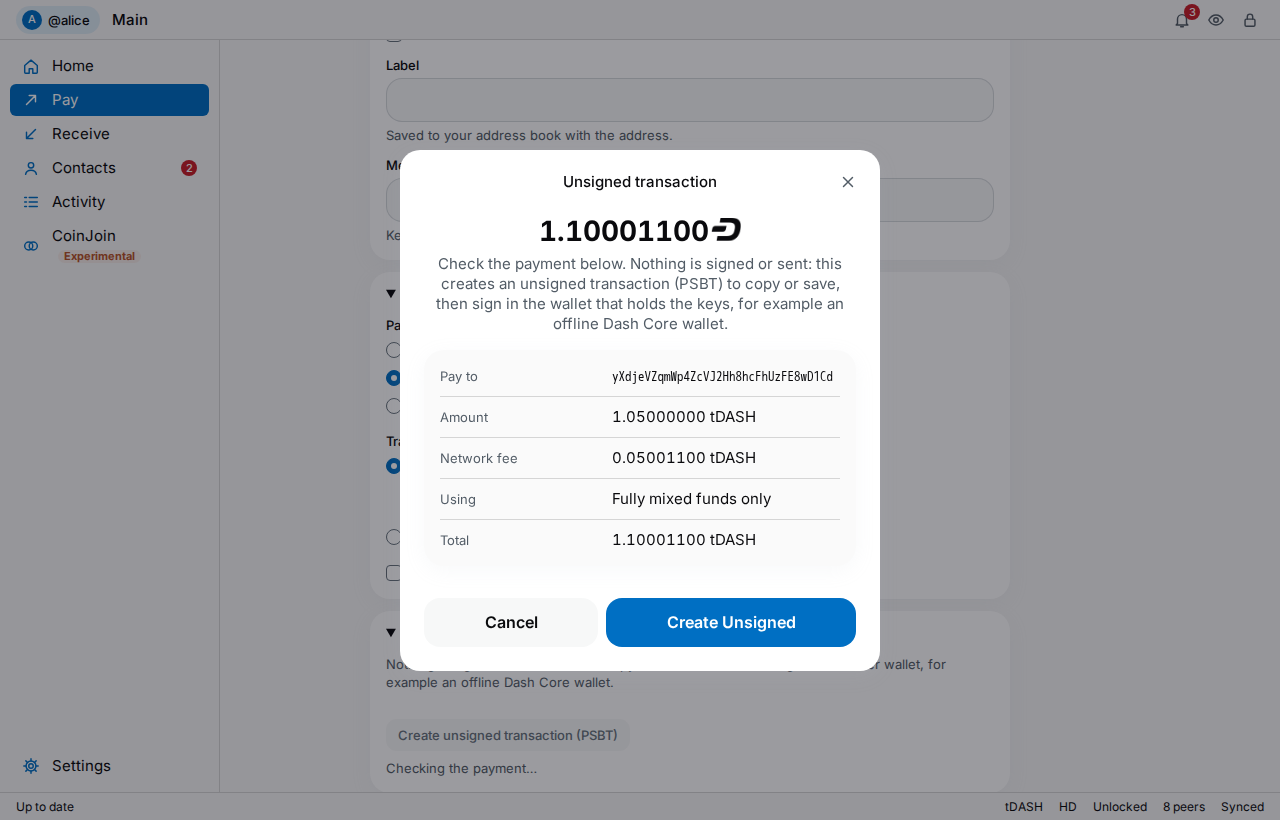 A @alice Main 3
Home
Pay
Receive
Contacts 2
Activity
CoinJoin
Experimental
Settings
Label
Saved to your address book with the address.
Unsigned transaction
1.10001100
Check the payment below. Nothing is signed or sent: this
creates an unsigned transaction (PSBT) to copy or save,
then sign in the wallet that holds the keys, for example an
offline Dash Core wallet.
Pay to yXdjeVZqmWp4ZcVJ2Hh8hcFhUzFE8wD1Cd
Amount 1.05000000 tDASH
Network fee 0.05001100 tDASH
Using Fully mixed funds only
Total 1.10001100 tDASH
Cancel Create Unsigned
wallet, for
example an offline Dash Core wallet.
Create unsigned transaction (PSBT)
Checking the payment...
Up to date tDASH HD Unlocked 8 peers Synced